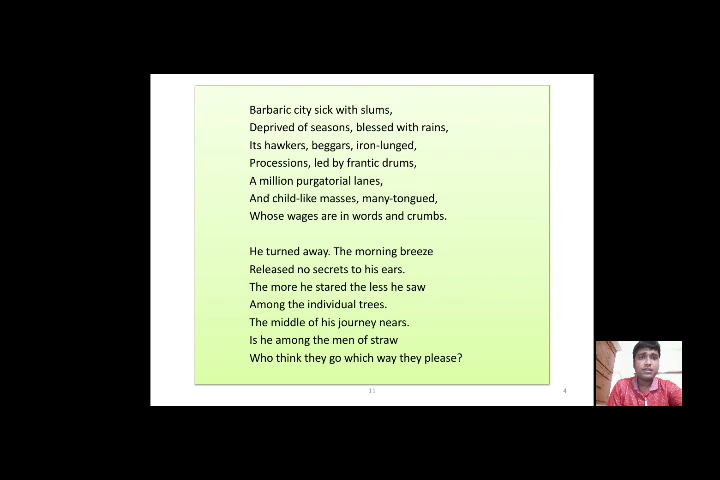 Barbaric city sick with slums,
Deprived of seasons, blessed with rains,
Its hawkers, beggars, iron-lunged,
Processions, led by frantic drums,
A million purgatorial lanes,
And child-like masses, many-tongued,
Whose wages are in words and crumbs.

He turned away. The morning breeze
Released no secrets to his ears.
The more he stared the less he saw
Among the individual trees.
The middle of his journey nears.
Is he among the men of straw
Who think they go which way they please?
11
4